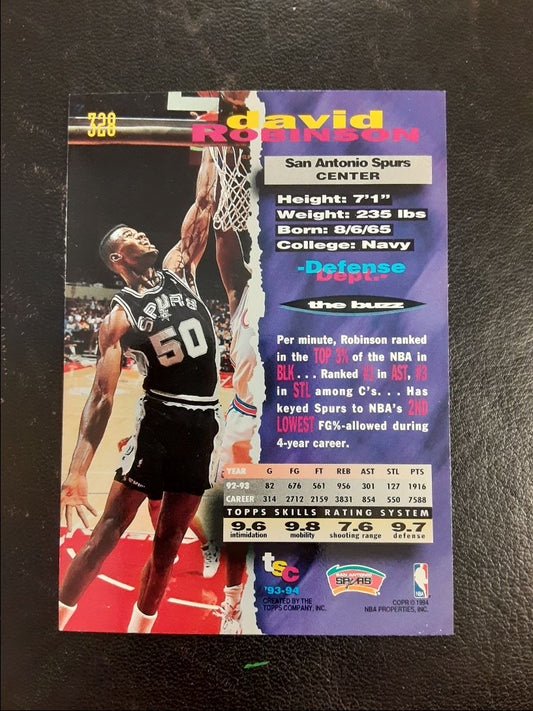 328
david
ROBINSON
San Antonio Spurs
CENTER
Height: 7'1"
Weight: 235 lbs
Born: 8/6/65
College: Navy
-Defense
Dept.-
the buzz
Per minute, Robinson ranked
in the TOP 3% of the NBA in
BLK . . . Ranked #1 in AST, #3
in STL among C's. . . Has
keyed Spurs to NBA's 2ND
LOWEST FG%-allowed during
4-year career.
SPURS
50
YEAR G FG FT REB AST STL PTS
92-93 82 676 561 956 301 127 1916
CAREER 314 2712 2159 3831 854 550 7588
TOPPS SKILLS RATING SYSTEM
9.6 9.8 7.6 9.7
intimidation mobility shooting range defense
tsc
'93-94
CREATED BY THE
TOPPS COMPANY, INC.
SAN ANTONIO
SPURS
NBA
COPR © 1994
NBA PROPERTIES, INC.